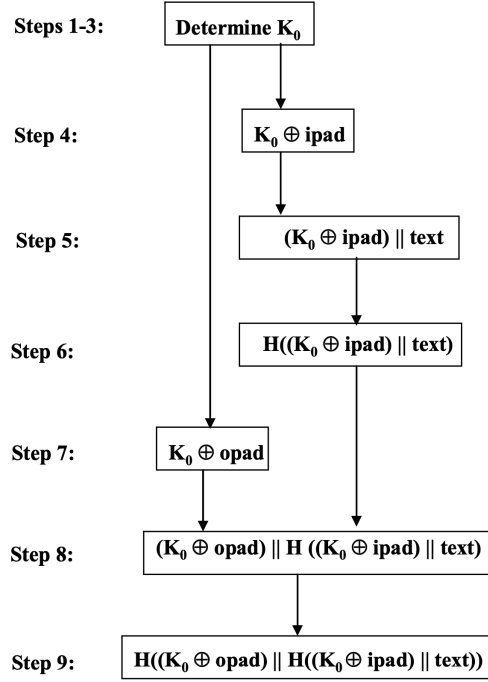 Steps 1-3: Determine K₀
Step 4: K₀ ⊕ ipad
Step 5: (K₀ ⊕ ipad) || text
Step 6: H((K₀ ⊕ ipad) || text)
Step 7: K₀ ⊕ opad
Step 8: (K₀ ⊕ opad) || H ((K₀ ⊕ ipad) || text)
Step 9: H((K₀ ⊕ opad) || H((K₀ ⊕ ipad) || text))